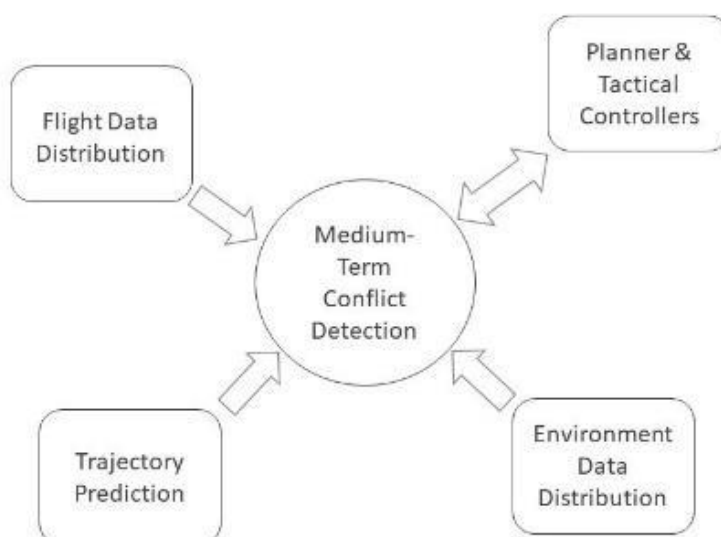 Planner &
Tactical
Controllers
Flight Data
Distribution
Medium-
Term
Conflict
Detection
Trajectory
Prediction
Environment
Data
Distribution